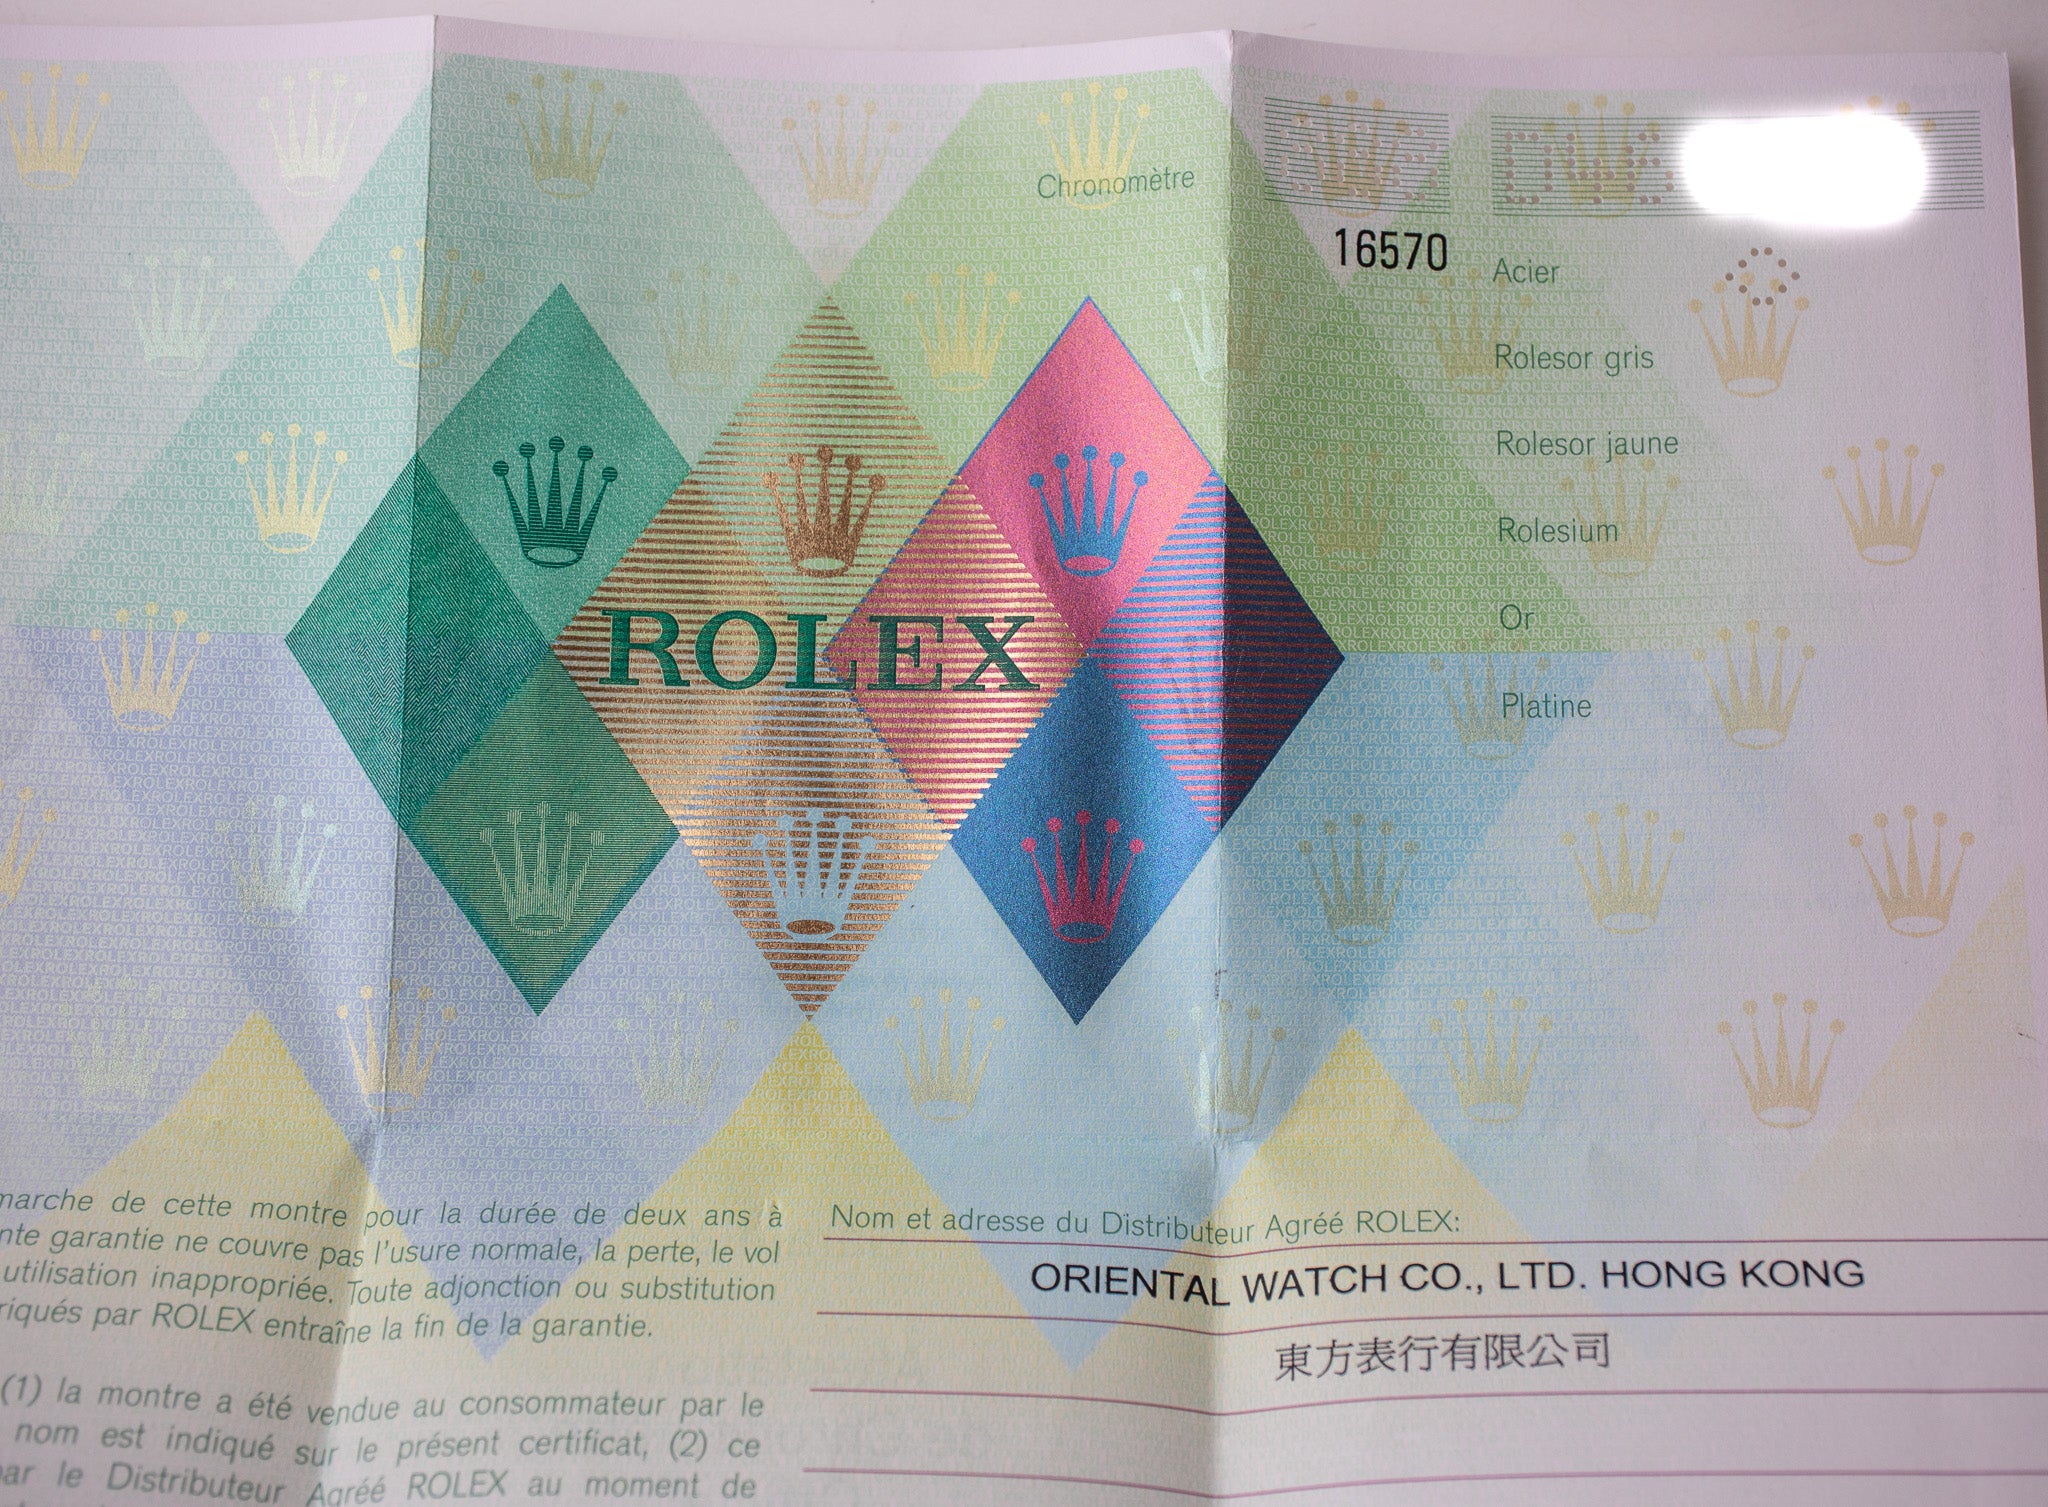 Chronomètre
16570
Acier
Rolesor gris
Rolesor jaune
Rolesium
Or
Platine
ROLEX
marche de cette montre pour la durée de deux ans à
garantie ne couvre pas l'usure normale, la perte, le vol
utilisation inappropriée. Toute adjonction ou substitution
par ROLEX entraîne la fin de la garantie.
(1) la montre a été vendue au consommateur par le
nom est indiqué sur le présent certificat, (2) ce
par le Distributeur Agréé ROLEX au moment de
Nom et adresse du Distributeur Agréé ROLEX:
ORIENTAL WATCH CO., LTD. HONG KONG
東方表行有限公司